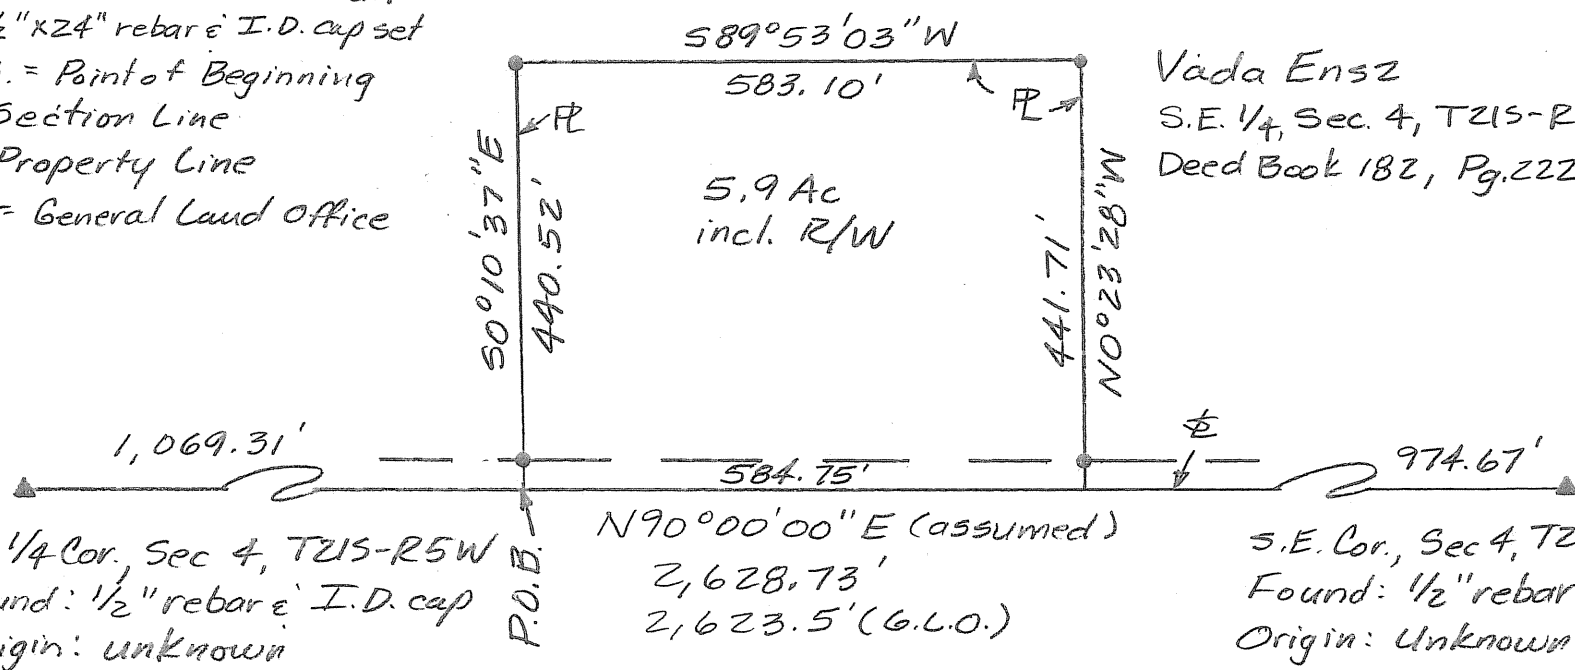 ½"x24" rebar & I.D. cap set
. = Point of Beginning
Section Line
Property Line
= General Land Office
S89°53'03"W
583.10'
PL
PL
Vada Ensz
S.E. 1/4, Sec. 4, T21S-R
Deed Book 182, Pg. 222
5.9 Ac
incl. R/W
S0°10'37"E
440.52'
441.71'
N0°23'28"W
1,069.31'
584.75'
974.67'
P.O.B.
N90°00'00"E (assumed)
2,628.73'
2,623.5' (G.L.O.)
1/4 Cor., Sec 4, T21S-R5W
und: 1/2" rebar & I.D. cap
igin: unknown
S.E. Cor., Sec 4, T2
Found: 1/2" rebar
Origin: Unknown